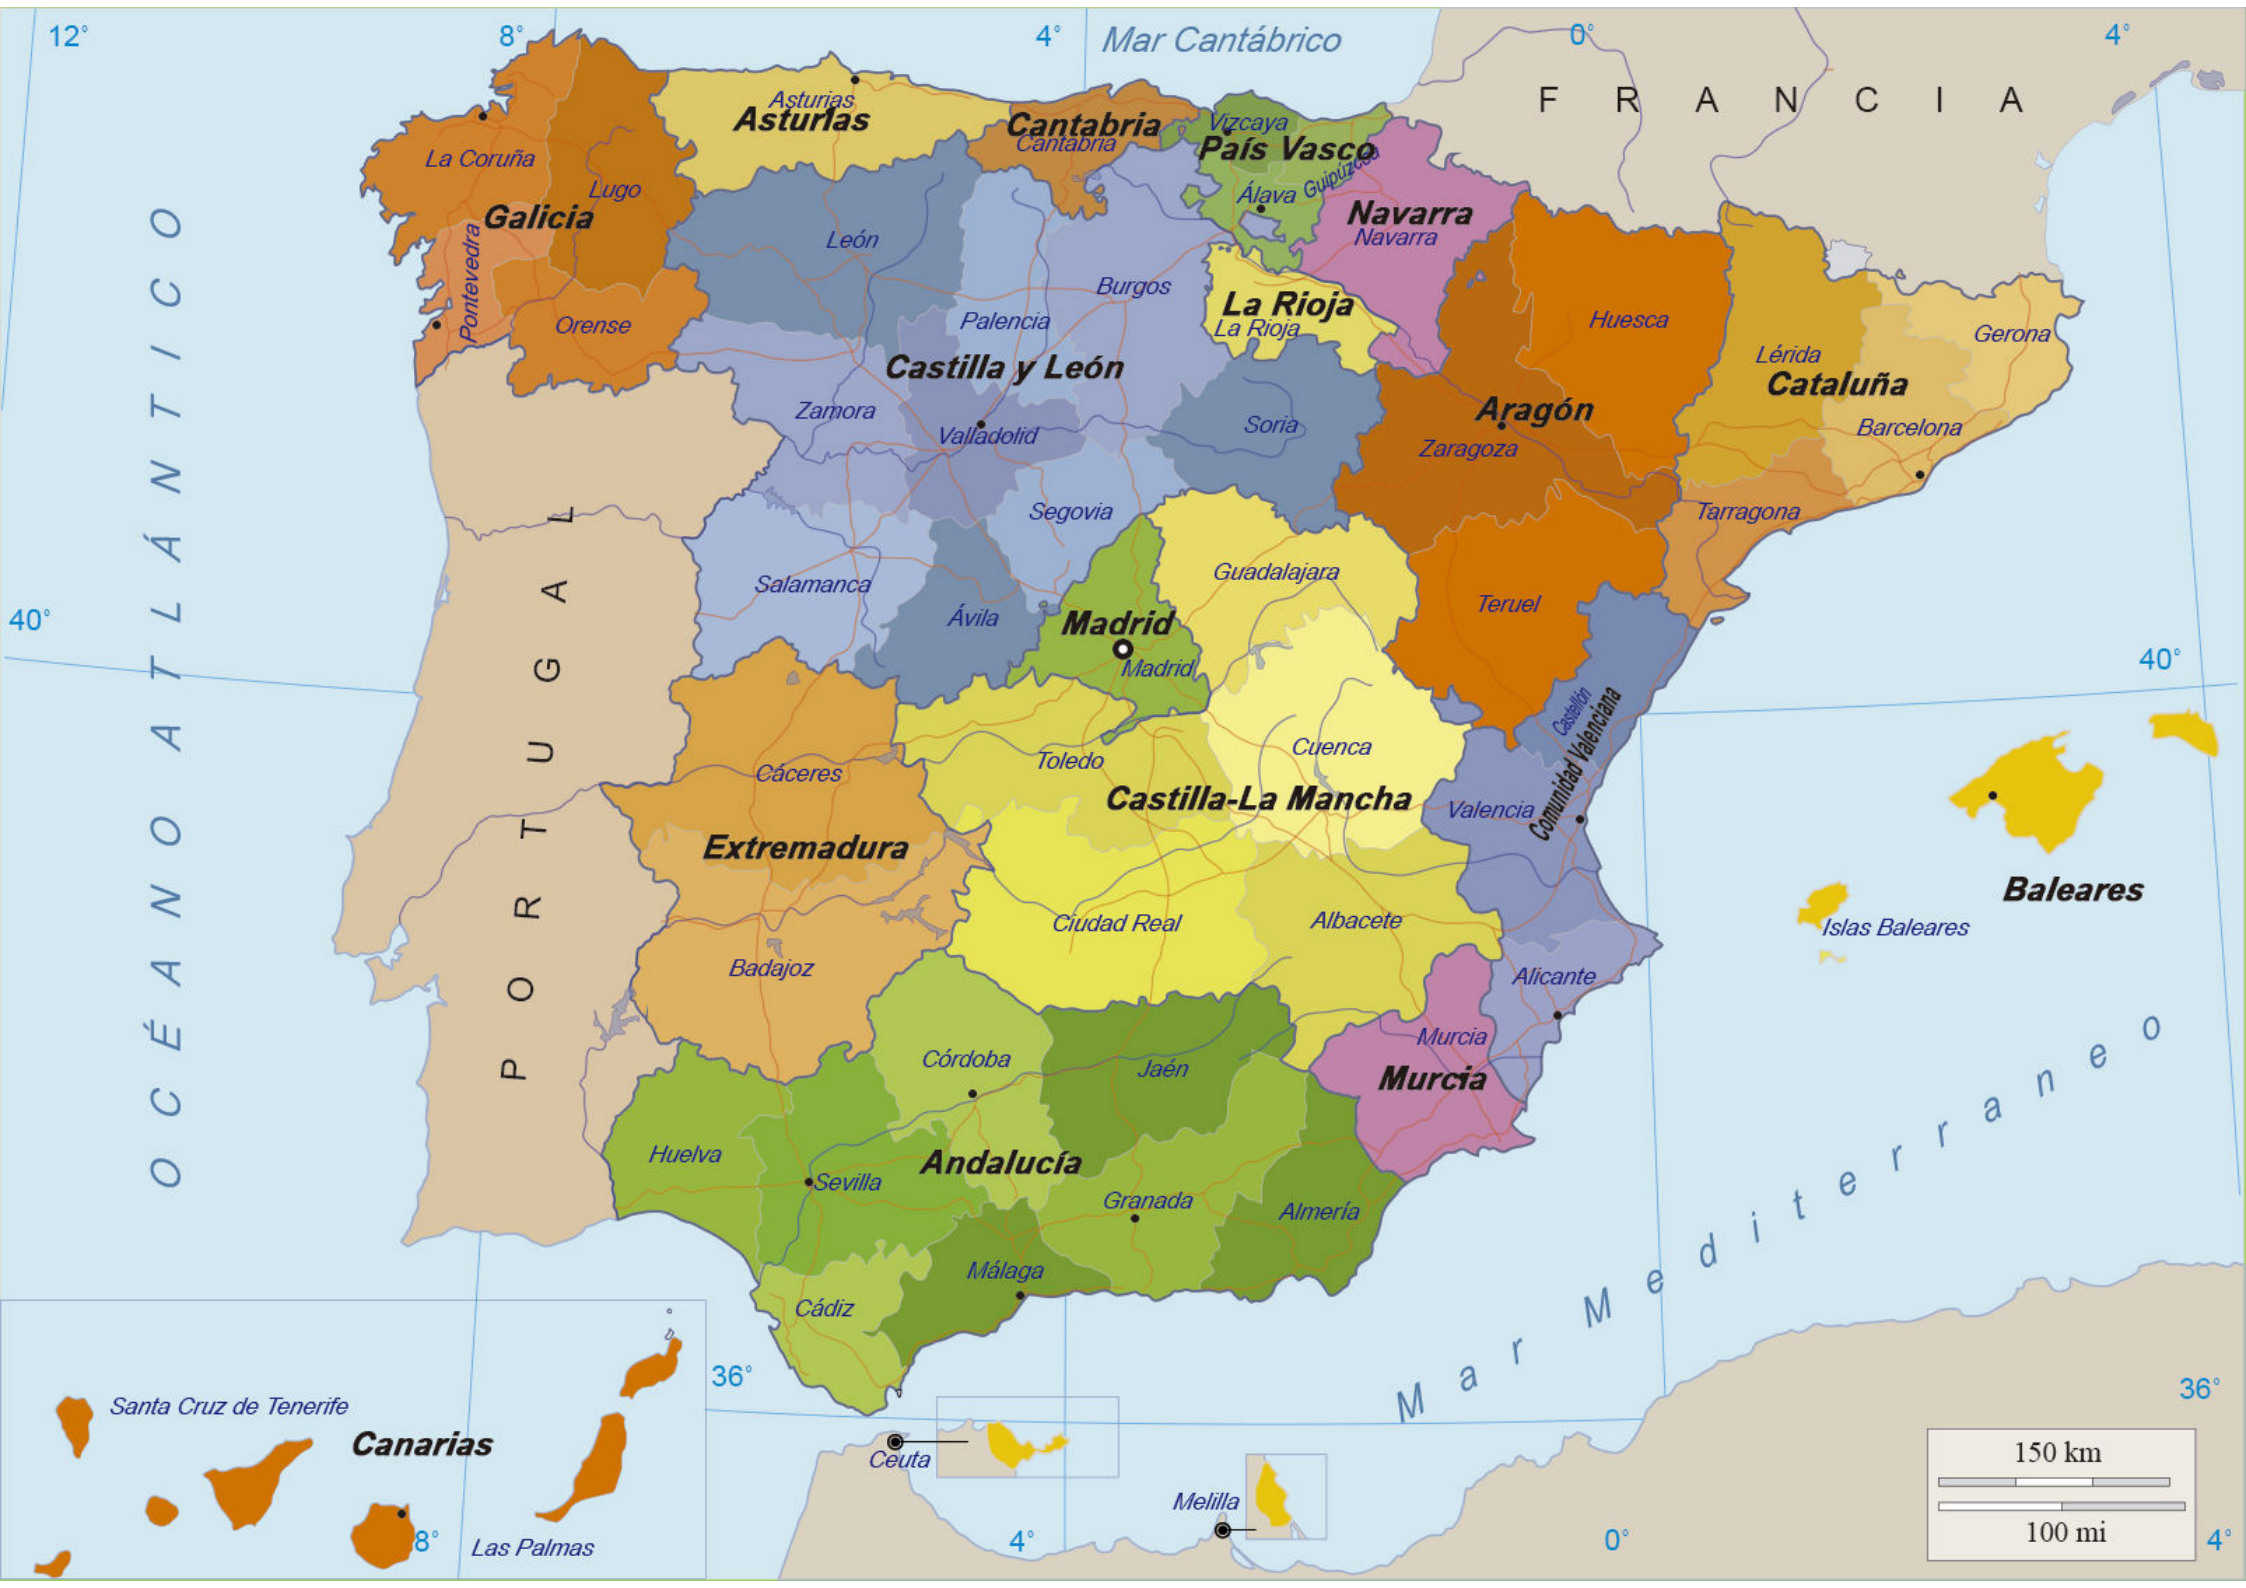 12°
8°
4°
Mar Cantábrico
0°
4°
F R A N C I A
Asturias
Asturias
Cantabria
Cantabria
Vizcaya
País Vasco
Guipúzcoa
Álava
La Coruña
Lugo
Galicia
Pontevedra
Orense
León
Palencia
Burgos
Navarra
Navarra
La Rioja
La Rioja
Huesca
Lérida
Cataluña
Gerona
Barcelona
Tarragona
Castilla y León
Zamora
Valladolid
Soria
Aragón
Zaragoza
Segovia
Salamanca
Ávila
Guadalajara
Teruel
Madrid
Madrid
OCÉANO ATLÁNTICO
PORTUGAL
40°
40°
Cáceres
Extremadura
Badajoz
Toledo
Cuenca
Castilla-La Mancha
Ciudad Real
Albacete
Castellón
Comunidad Valenciana
Valencia
Alicante
Baleares
Islas Baleares
Murcia
Murcia
Córdoba
Jaén
Huelva
Sevilla
Andalucía
Granada
Almería
Málaga
Cádiz
Mar Mediterraneo
36°
36°
Santa Cruz de Tenerife
Canarias
Las Palmas
Ceuta
Melilla
8°
4°
0°
4°
150 km
100 mi